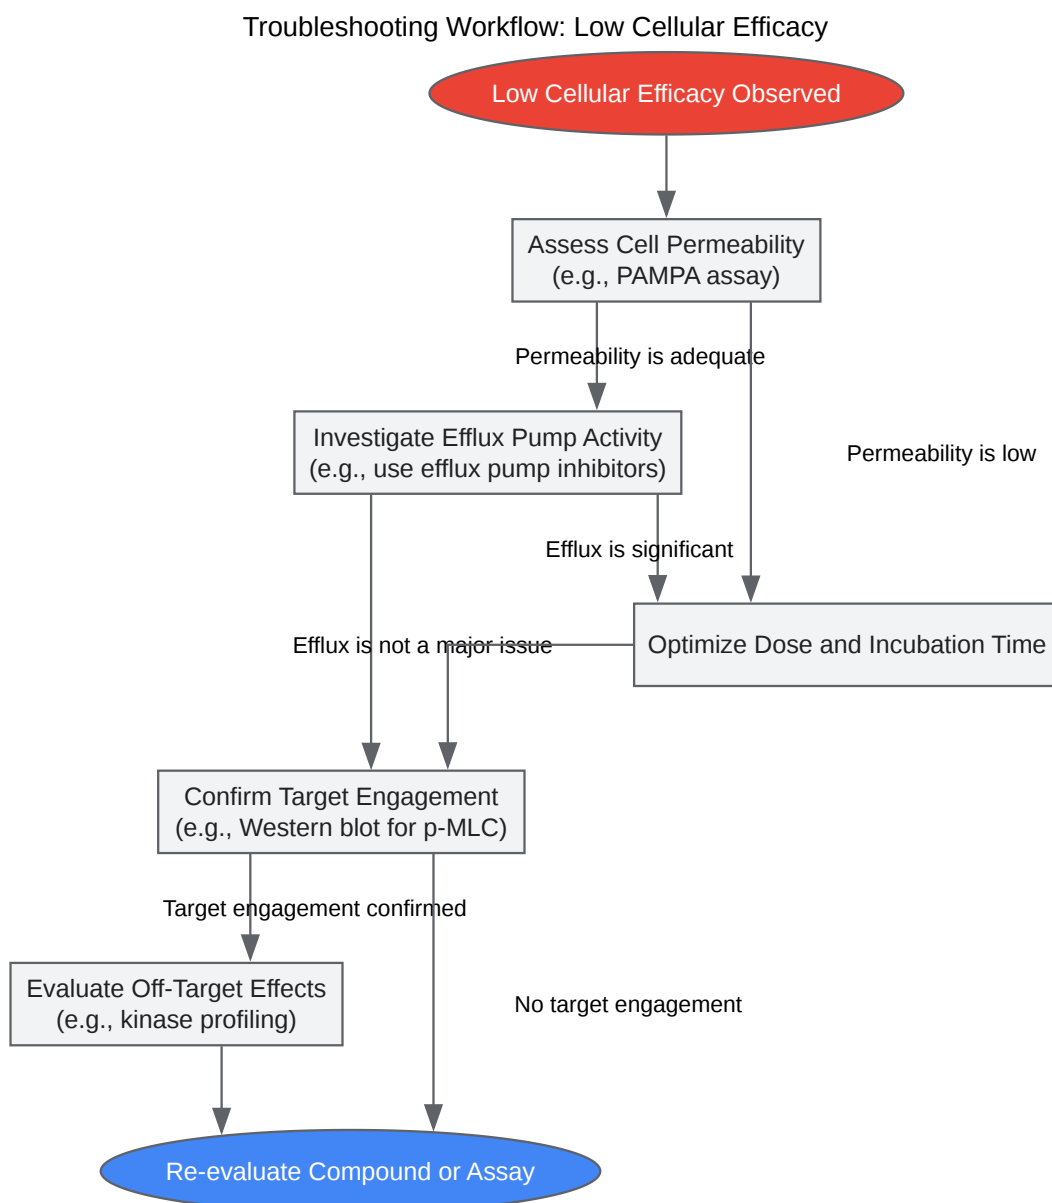 Troubleshooting Workflow: Low Cellular Efficacy
Low Cellular Efficacy Observed
Assess Cell Permeability
(e.g., PAMPA assay)
Permeability is adequate
Investigate Efflux Pump Activity
(e.g., use efflux pump inhibitors)
Permeability is low
Efflux is significant
Efflux is not a major issue
Optimize Dose and Incubation Time
Confirm Target Engagement
(e.g., Western blot for p-MLC)
Target engagement confirmed
Evaluate Off-Target Effects
(e.g., kinase profiling)
No target engagement
Re-evaluate Compound or Assay